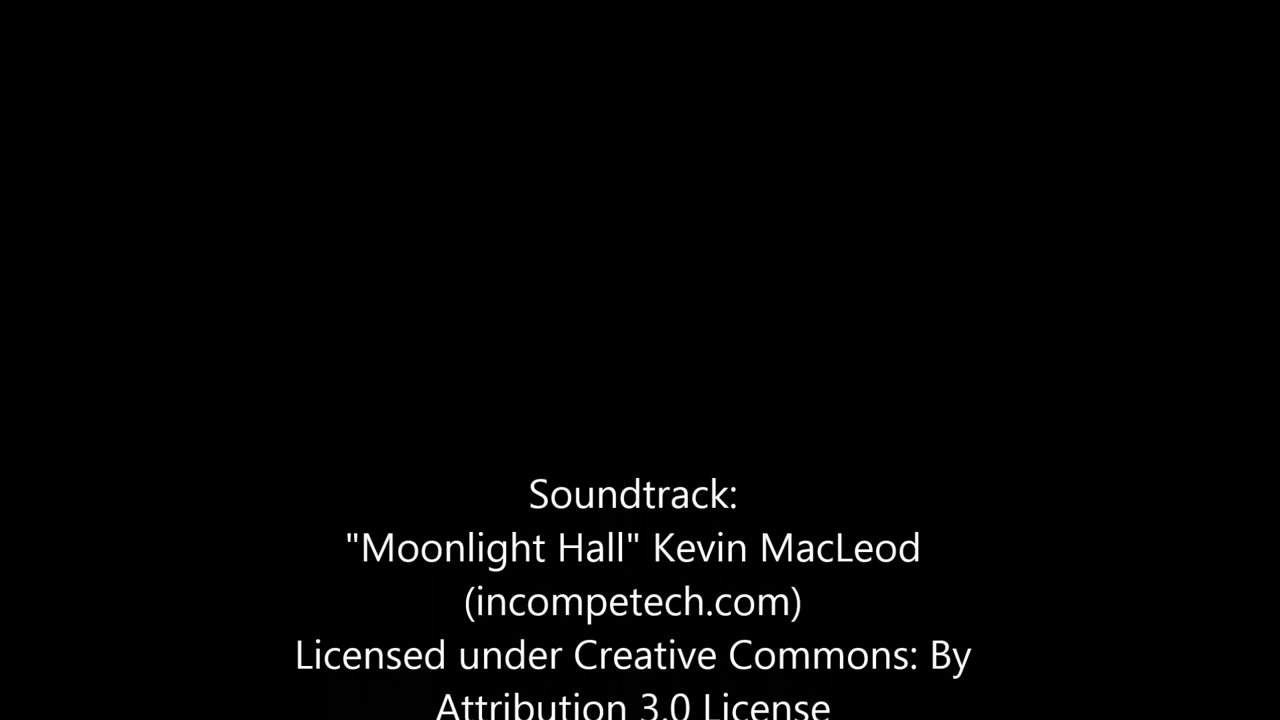 Soundtrack:
"Moonlight Hall" Kevin MacLeod
(incompetech.com)
Licensed under Creative Commons: By
Attribution 3.0 License